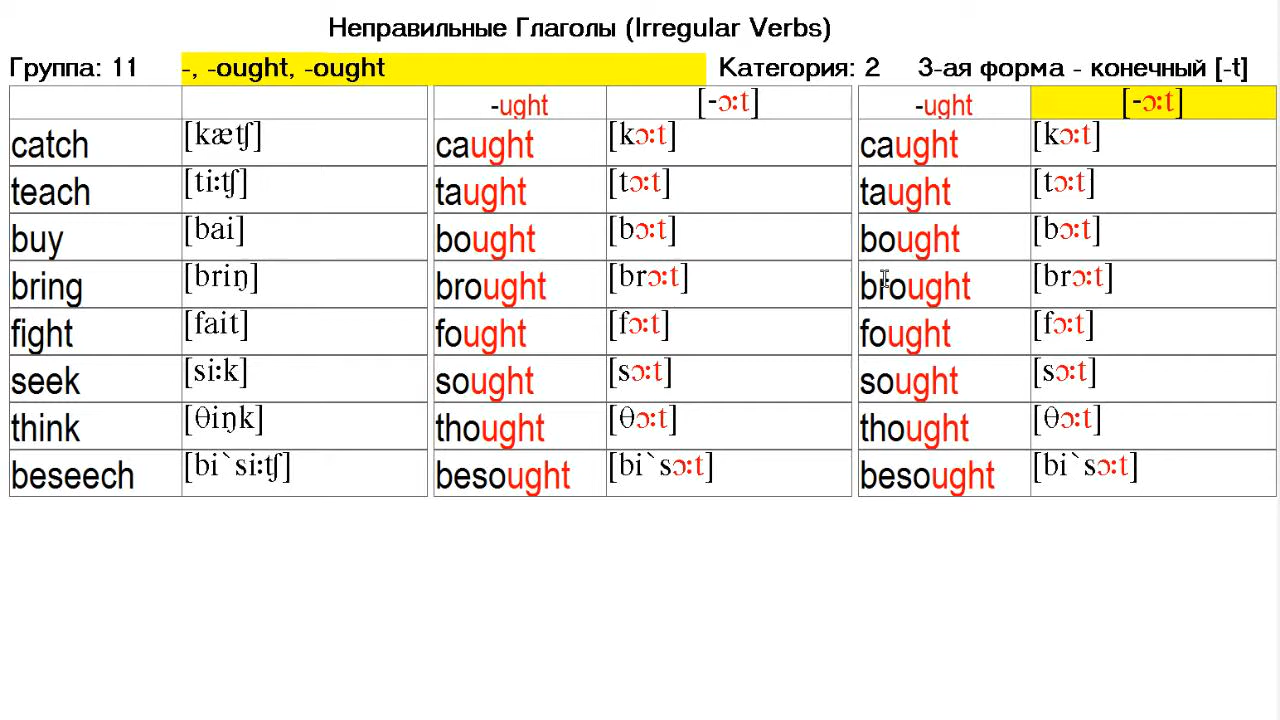 Неправильные Глаголы (Irregular Verbs)
Группа: 11 -, -ought, -ought Категория: 2 3-ая форма - конечный [-t]
-ught [-ɔ:t] -ught [-ɔ:t]
catch [kæʧ] caught [kɔ:t] caught [kɔ:t]
teach [ti:ʧ] taught [tɔ:t] taught [tɔ:t]
buy [bai] bought [bɔ:t] bought [bɔ:t]
bring [briŋ] brought [brɔ:t] brought [brɔ:t]
fight [fait] fought [fɔ:t] fought [fɔ:t]
seek [si:k] sought [sɔ:t] sought [sɔ:t]
think [θiŋk] thought [θɔ:t] thought [θɔ:t]
beseech [bi`si:ʧ] besought [bi`sɔ:t] besought [bi`sɔ:t]